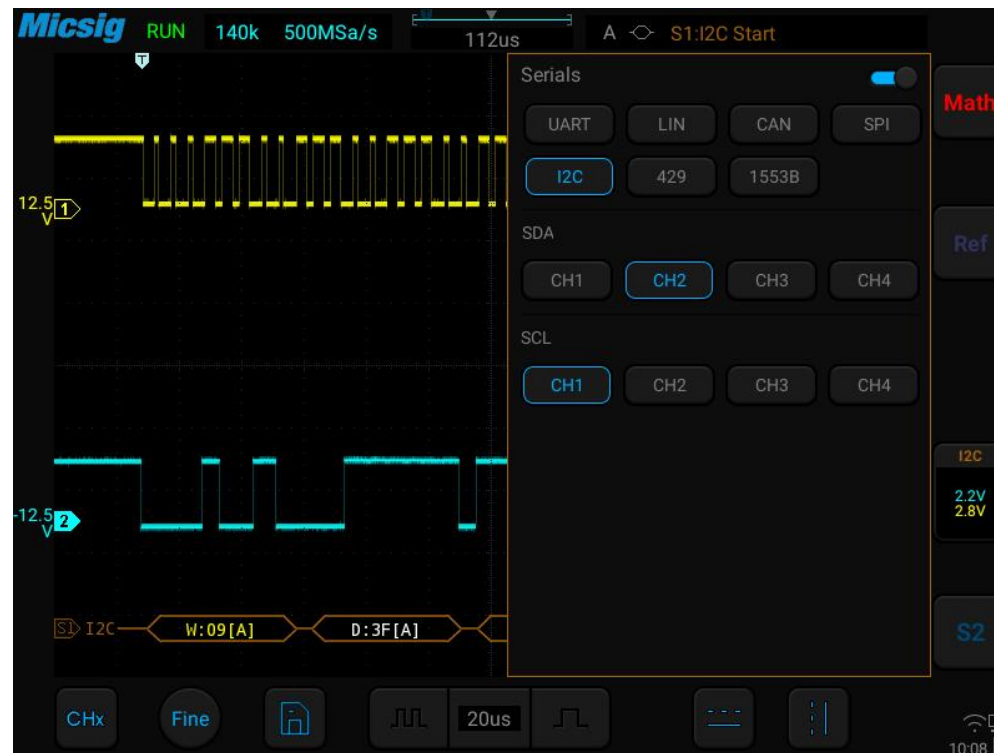 Micsig RUN 140k 500MSa/s 112us A S1:I2C Start
T
Serials
UART LIN CAN SPI
I2C 429 1553B
Math
12.5
V
1
SDA
CH1 CH2 CH3 CH4
Ref
SCL
CH1 CH2 CH3 CH4
I2C
2.2V
2.8V
-12.5
V
2
S1 I2C W:09[A] D:3F[A]
S2
CHx Fine 20us
10:08